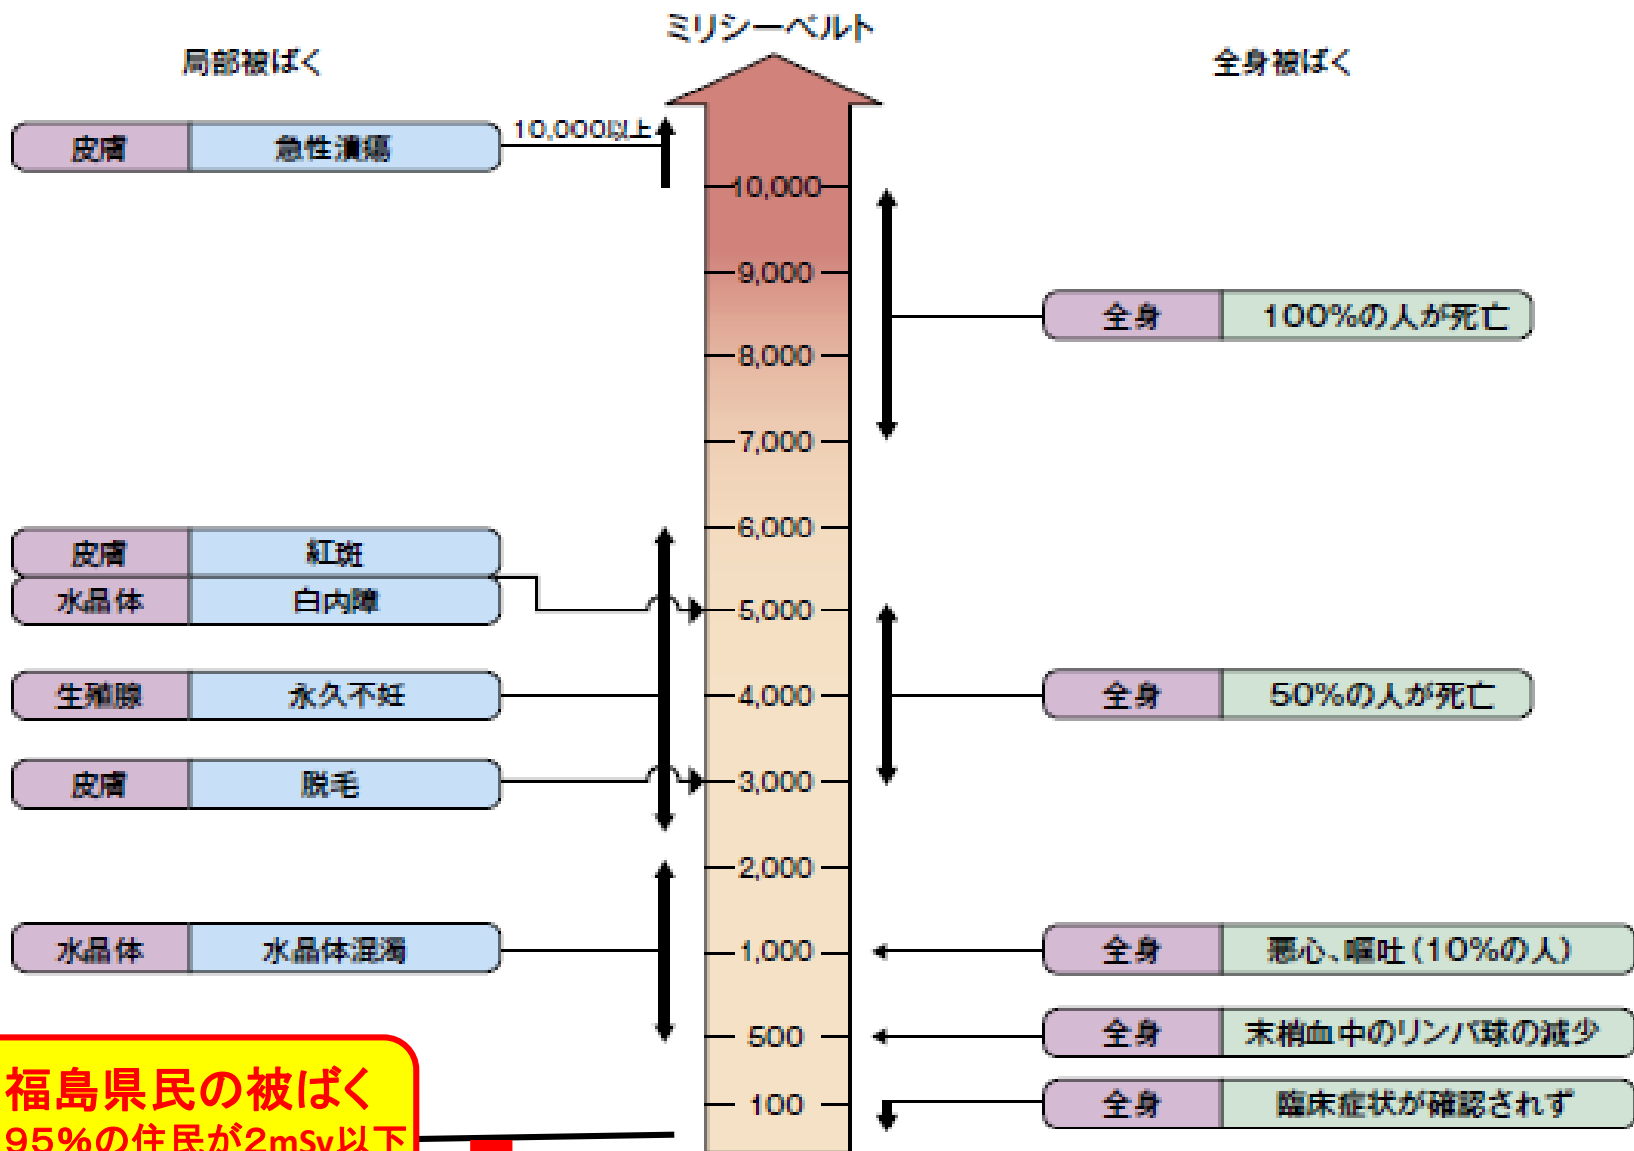 ミリシーベルト
局部被ばく
全身被ばく
皮膚 急性潰瘍 10,000以上
10,000
9,000
全身 100%の人が死亡
8,000
7,000
6,000
皮膚 紅斑
水晶体 白内障
5,000
生殖腺 永久不妊
4,000
全身 50%の人が死亡
皮膚 脱毛
3,000
2,000
水晶体 水晶体混濁
1,000
全身 悪心、嘔吐(10%の人)
500
全身 末梢血中のリンパ球の減少
100
全身 臨床症状が確認されず
福島県民の被ばく
95%の住民が2mSv以下